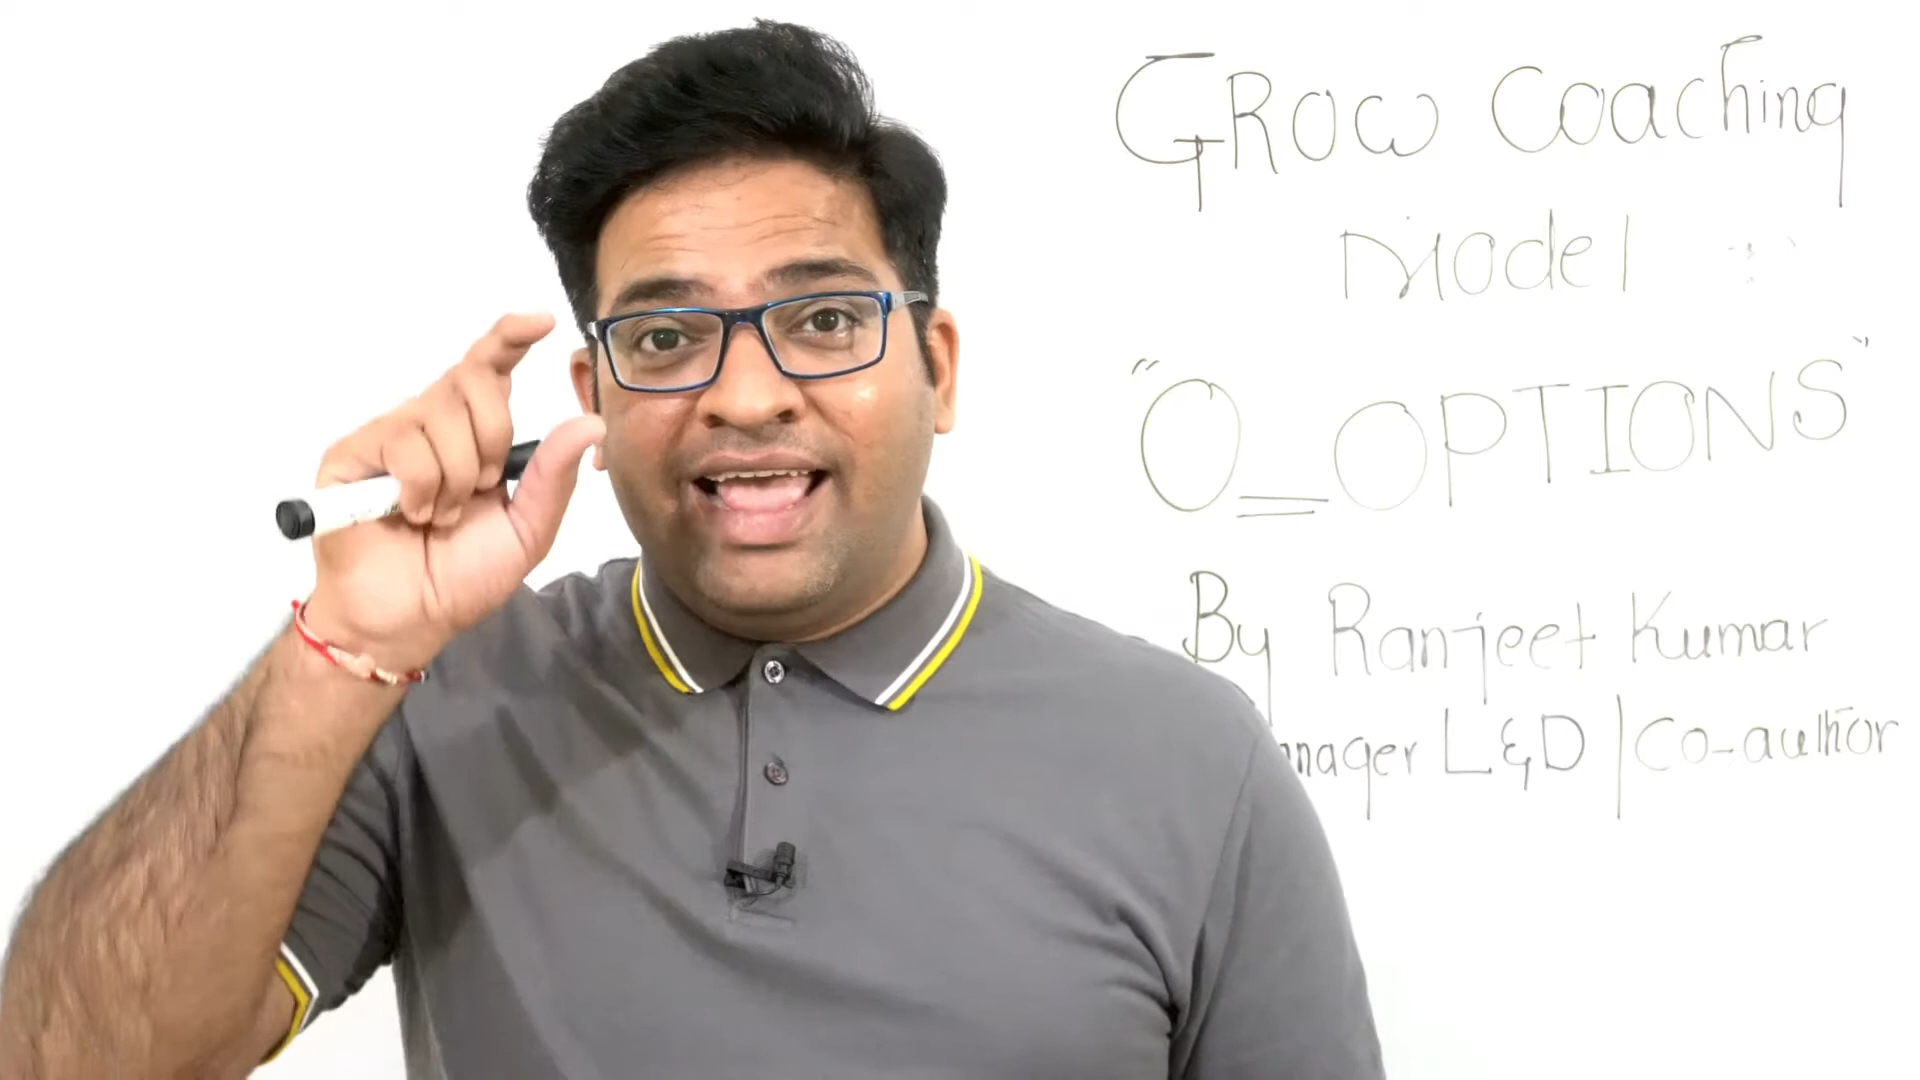 GROW Coaching
Model
"O_OPTIONS"
By Ranjeet Kumar
nager L&D | Co-author